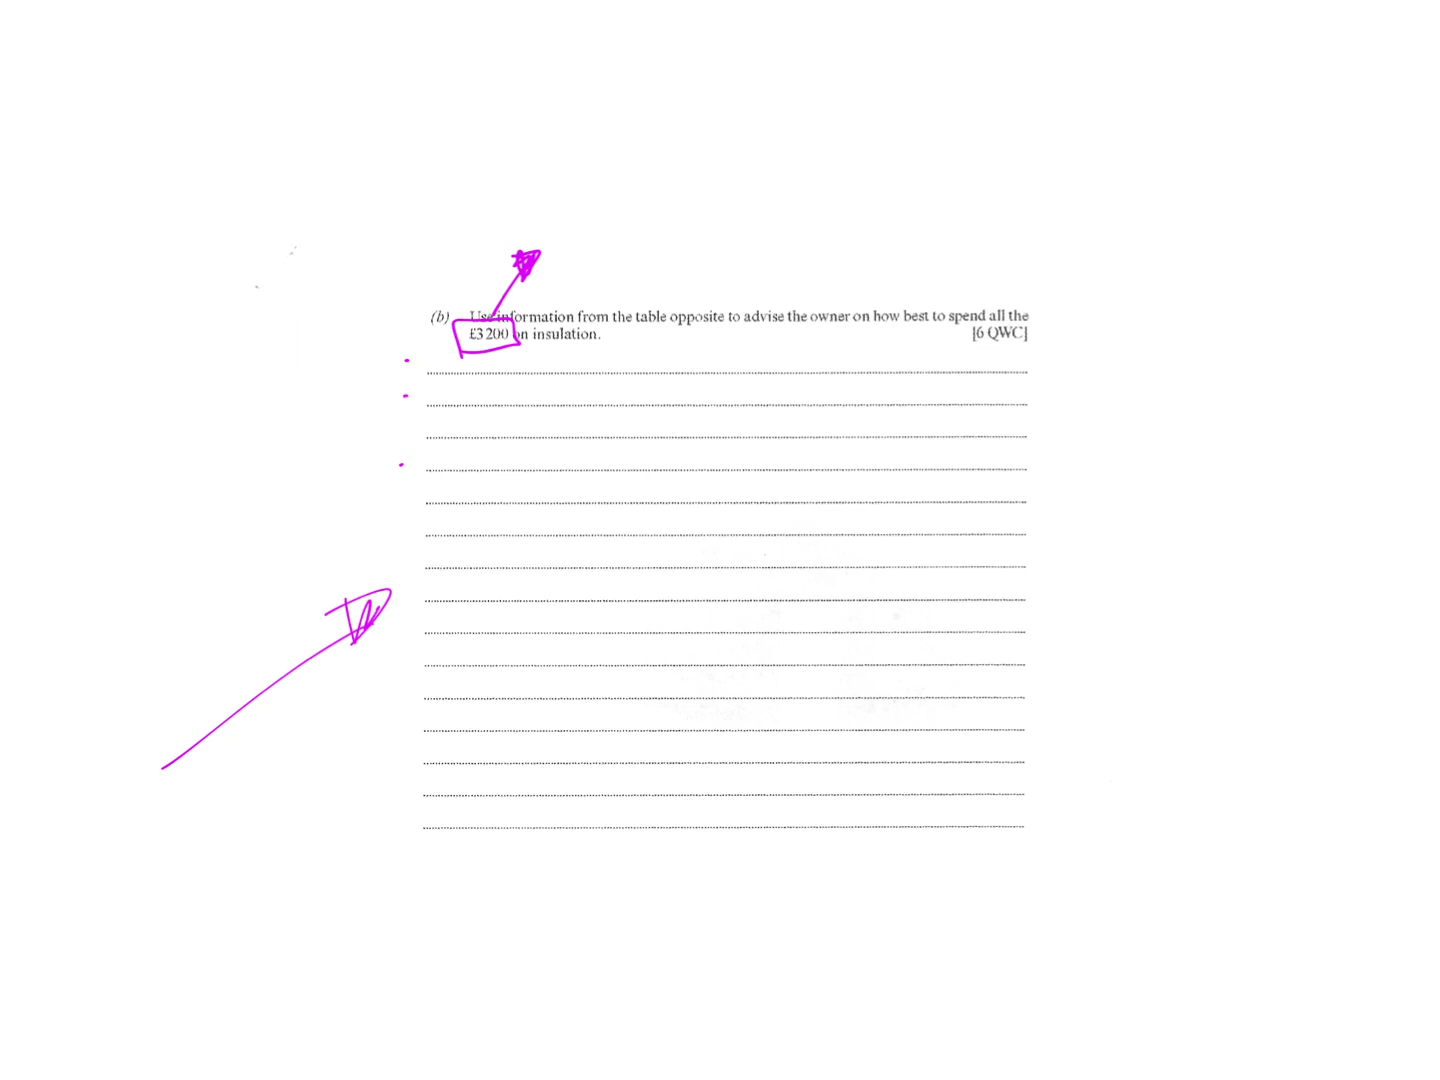 (b) Use information from the table opposite to advise the owner on how best to spend all the
£3 200 on insulation. [6 QWC]